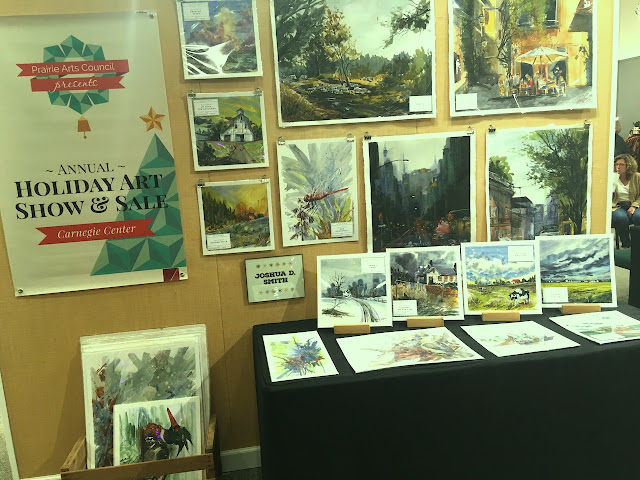 Prairie Arts Council
presents
~ ANNUAL ~
HOLIDAY ART
SHOW & SALE
Carnegie Center
JOSHUA D.
SMITH